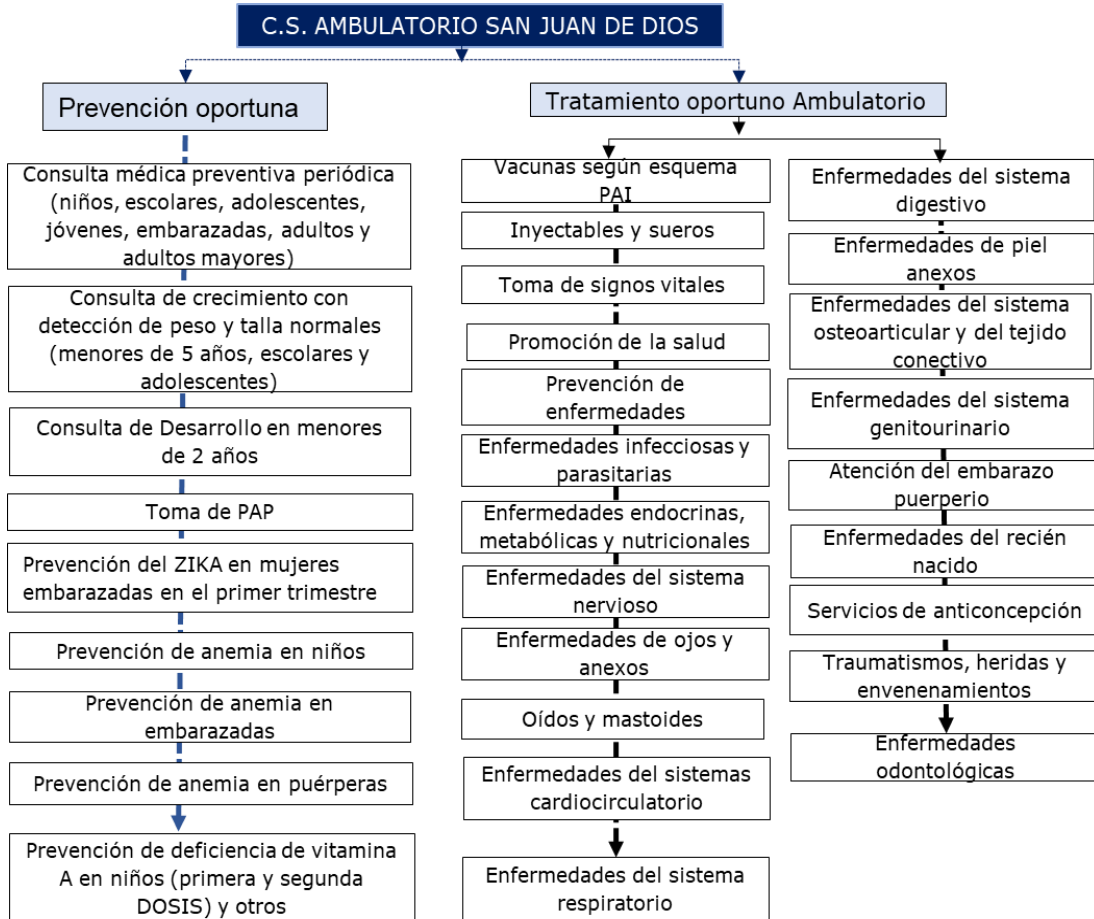 C.S. AMBULATORIO SAN JUAN DE DIOS
Prevención oportuna
Consulta médica preventiva periódica
(niños, escolares, adolescentes,
jóvenes, embarazadas, adultos y
adultos mayores)
Consulta de crecimiento con
detección de peso y talla normales
(menores de 5 años, escolares y
adolescentes)
Consulta de Desarrollo en menores
de 2 años
Toma de PAP
Prevención del ZIKA en mujeres
embarazadas en el primer trimestre
Prevención de anemia en niños
Prevención de anemia en
embarazadas
Prevención de anemia en puérperas
Prevención de deficiencia de vitamina
A en niños (primera y segunda
DOSIS) y otros
Tratamiento oportuno Ambulatorio
Vacunas según esquema
PAI
Inyectables y sueros
Toma de signos vitales
Promoción de la salud
Prevención de
enfermedades
Enfermedades infecciosas y
parasitarias
Enfermedades endocrinas,
metabólicas y nutricionales
Enfermedades del sistema
nervioso
Enfermedades de ojos y
anexos
Oídos y mastoides
Enfermedades del sistemas
cardiocirculatorio
Enfermedades del sistema
respiratorio
Enfermedades del sistema
digestivo
Enfermedades de piel
anexos
Enfermedades del sistema
osteoarticular y del tejido
conectivo
Enfermedades del sistema
genitourinario
Atención del embarazo
puerperio
Enfermedades del recién
nacido
Servicios de anticoncepción
Traumatismos, heridas y
envenenamientos
Enfermedades
odontológicas